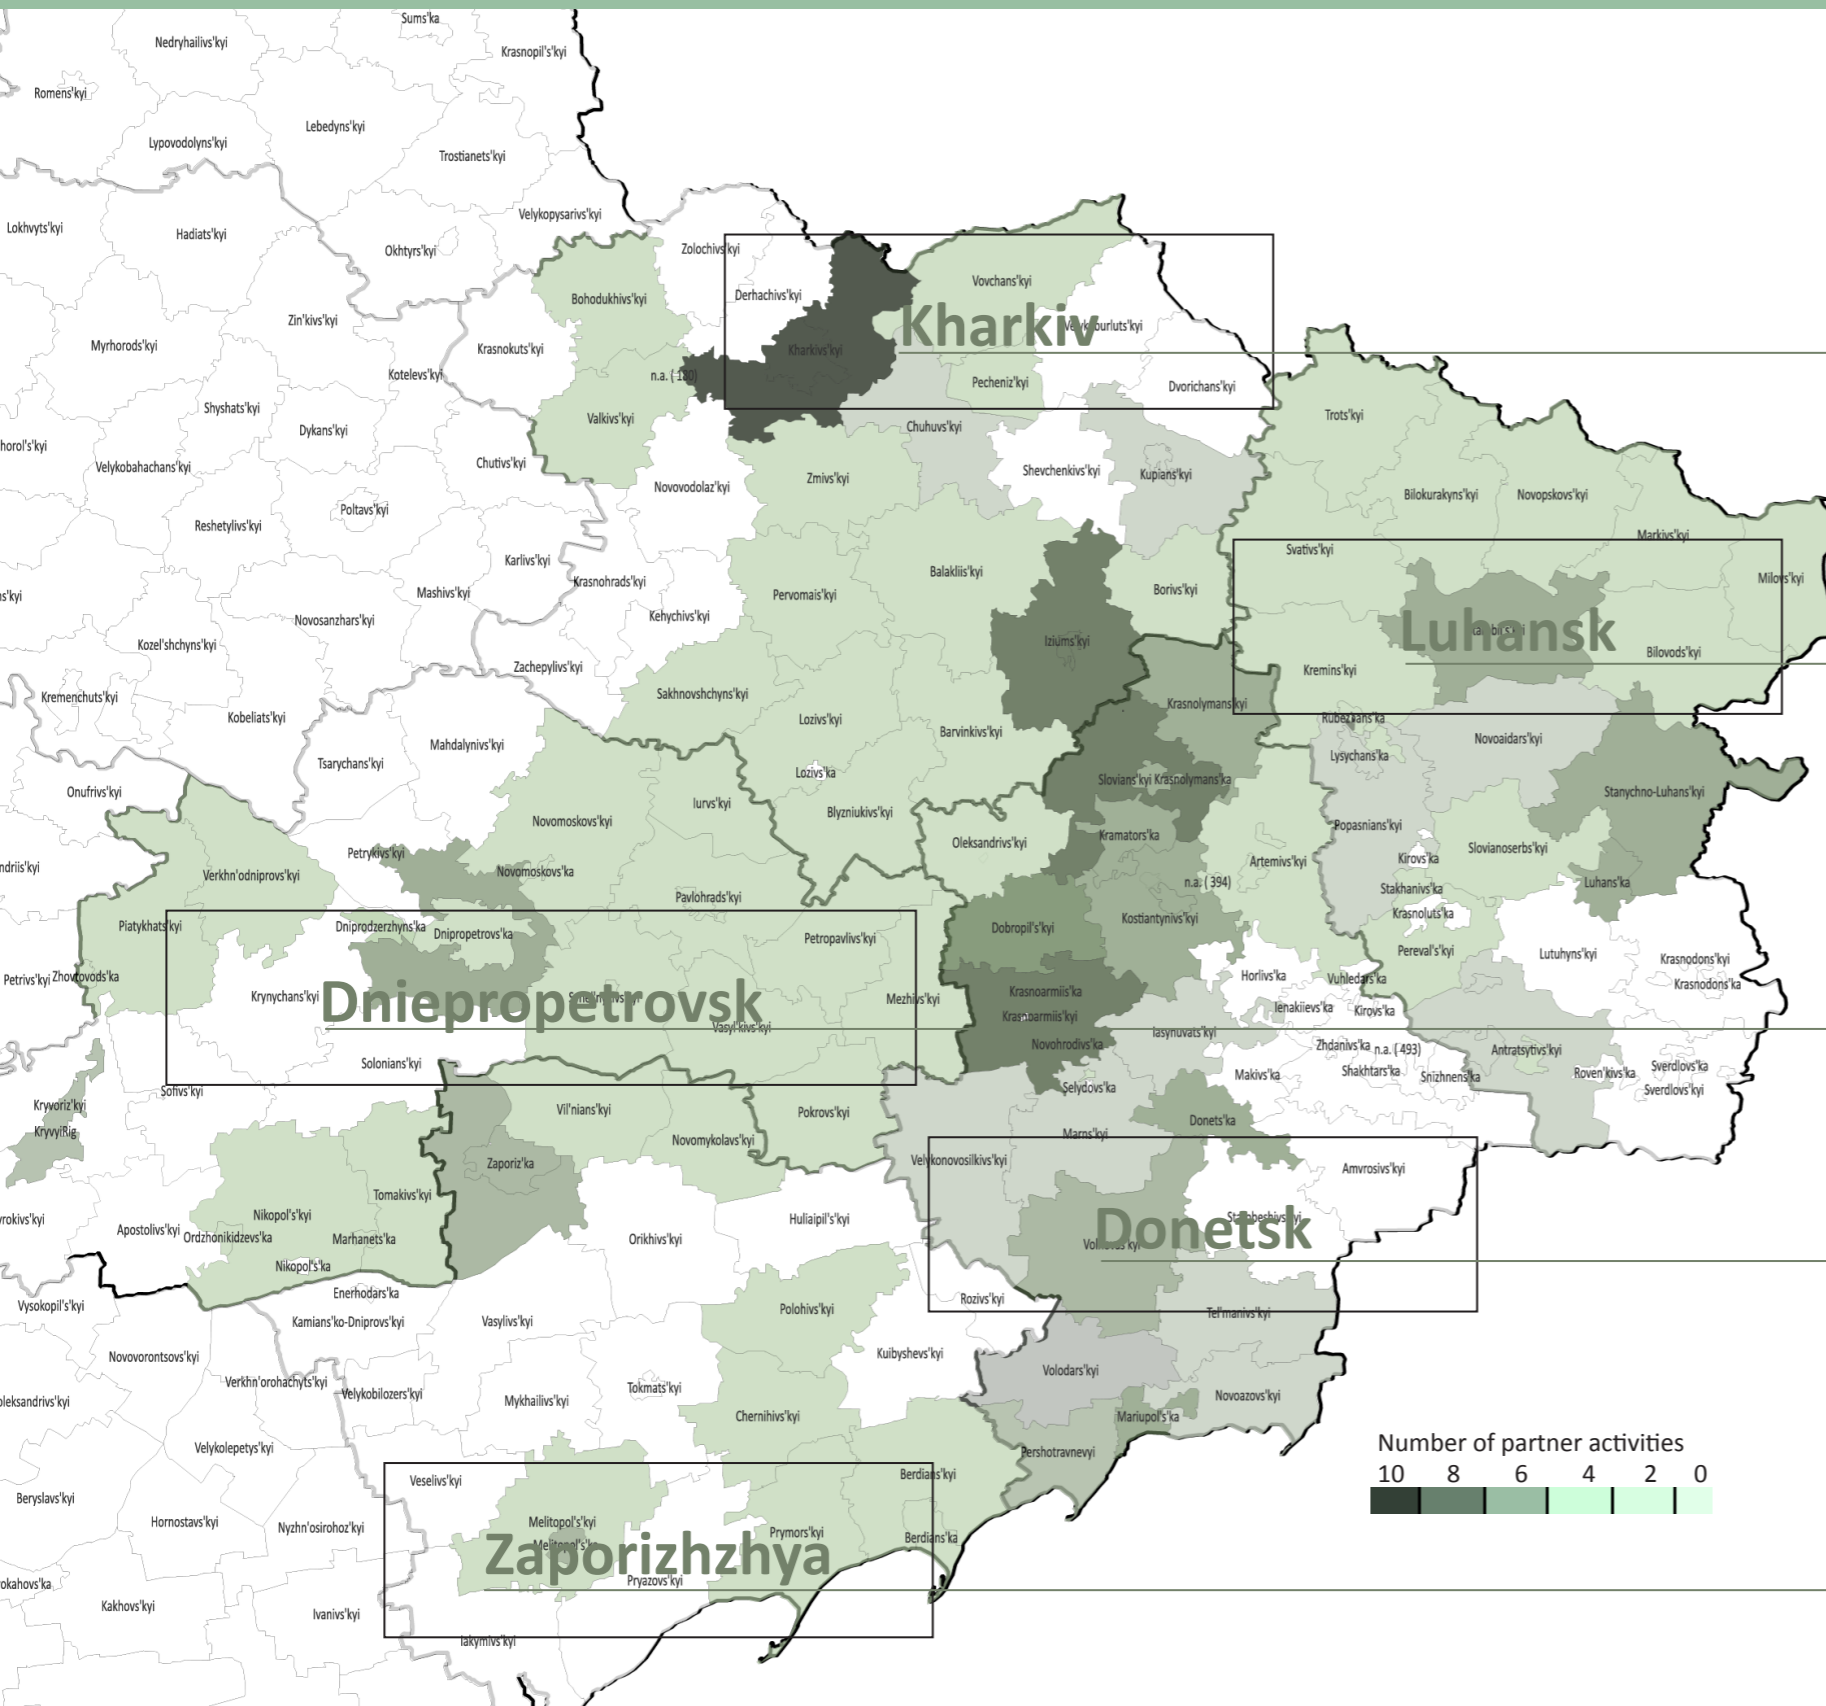 Sums'ka
Nedryhailivs'kyi
Krasnopil's'kyi
Romens'kyi
Lebedyns'kyi
Lypovodolyns'kyi
Trostianets'kyi
Velykopysarivs'kyi
Lokhvyts'kyi
Hadiats'kyi
Okhtyrs'kyi
Zolochivs'kyi
Vovchans'kyi
Derhachivs'kyi
Bohodukhivs'kyi
Zin'kivs'kyi
Kharkiv
Myrhorods'kyi
Krasnokuts'kyi
Kharkivs'kyi
Kotelevs'kyi
n.a. ( 180)
Pecheniz'kyi
Dvorichans'kyi
Shyshats'kyi
Trots'kyi
Valkivs'kyi
Dykans'kyi
Chuhuvs'kyi
horol's'kyi
Velykobahachans'kyi
Chutivs'kyi
Shevchenkivs'kyi
Kupians'kyi
Zmivs'kyi
Novovodolaz'kyi
Bilokurakyns'kyi
Novopskovs'kyi
Poltavs'kyi
Reshetylivs'kyi
Markivs'kyi
Svativs'kyi
Karlivs'kyi
Balakliis'kyi
Milovs'kyi
Krasnohrads'kyi
Borivs'kyi
Mashivs'kyi
Pervomais'kyi
ns'kyi
Kehychivs'kyi
Novosanzhars'kyi
Luhansk
Iziums'kyi
Kozel'shchyns'kyi
Bilovods'kyi
Zachepylivs'kyi
Kremins'kyi
Kremenchuts'kyi
Sakhnovshchyns'kyi
Krasnolymans'kyi
Kobeliats'kyi
Lozivs'kyi
Rubezhans'ka
Barvinkivs'kyi
Novoaidars'kyi
Mahdalynivs'kyi
Lysychans'ka
Tsarychans'kyi
Lozivs'ka
Slovians'kyi
Krasnolymans'ka
Onufrivs'kyi
Stanychno-Luhans'kyi
Iurvs'kyi
Blyzniukivs'kyi
Novomoskovs'kyi
Popasnians'kyi
Kramators'ka
Oleksandrivs'kyi
Slovianoserbs'kyi
Petrykivs'kyi
Kirovs'ka
Artemivs'kyi
ndriis'kyi
Novomoskovs'ka
Verkhn'odniprovs'kyi
n.a. ( 394)
Luhans'ka
Stakhanivs'ka
Pavlohrads'kyi
Krasnoluts'ka
Kostiantynivs'kyi
Piatykhats'kyi
Dniprodzerzhyns'ka
Dobropil's'kyi
Dnipropetrovs'ka
Petropavlivs'kyi
Pereval's'kyi
Lutuhyns'kyi
Krasnodons'kyi
Petrivs'kyi
Zhovtovods'ka
Horlivs'ka
Vuhledars'ka
Krasnodons'ka
Krynychans'kyi
Krasnoarmiis'ka
Mezhivs'kyi
Dniepropetrovsk
Ienakiievs'ka
Kirovs'ka
Krasnoarmiis'kyi
Vasyl'kivs'kyi
Iasynuvats'kyi
Novohrodivs'ka
Zhdanivs'ka
n.a. ( 493)
Antratsytivs'kyi
Solonians'kyi
Shakhtars'ka
Snizhnens'ka
Roven'kivs'ka
Sverdlovs'ka
Makivs'ka
Sverdlovs'kyi
Sofivs'kyi
Selydovs'ka
Kryvoriz'kyi
Vil'nians'kyi
Pokrovs'kyi
Donets'ka
KryvyiRig
Marns'kyi
Novomykolavs'kyi
Velykonovosilkivs'kyi
Zaporiz'ka
Amvrosivs'kyi
Tomakivs'kyi
Nikopol's'kyi
Huliaipil's'kyi
yrokivs'kyi
Apostolivs'kyi
Donetsk
Ordzhonikidzevs'ka
Marhanets'ka
Orikhivs'kyi
Nikopol's'ka
Enerhodars'ka
Rozivs'kyi
Vysokopil's'kyi
Polohivs'kyi
Tel'manivs'kyi
Kamians'ko-Dniprovs'kyi
Vasylivs'kyi
Novovorontsovs'kyi
Kuibyshevs'kyi
Volodars'kyi
Verkhn'orohachyts'kyi
Velykobilozers'kyi
Tokmats'kyi
Novoazovs'kyi
oleksandrivs'kyi
Mykhailivs'kyi
Chernihivs'kyi
Mariupol's'ka
Velykolepetys'kyi
Pershotravnevyi
Number of partner activities
10 8 6 4 2 0
Veselivs'kyi
Berdians'kyi
Beryslavs'kyi
Hornostavs'kyi
Nyzhn'osirohoz'kyi
Melitopol's'kyi
Prymors'kyi
Berdians'ka
Melitopol's'ka
Zaporizhzhya
okahovs'ka
Pryazovs'kyi
Kakhovs'kyi
Ivanivs'kyi
Iakymivs'kyi